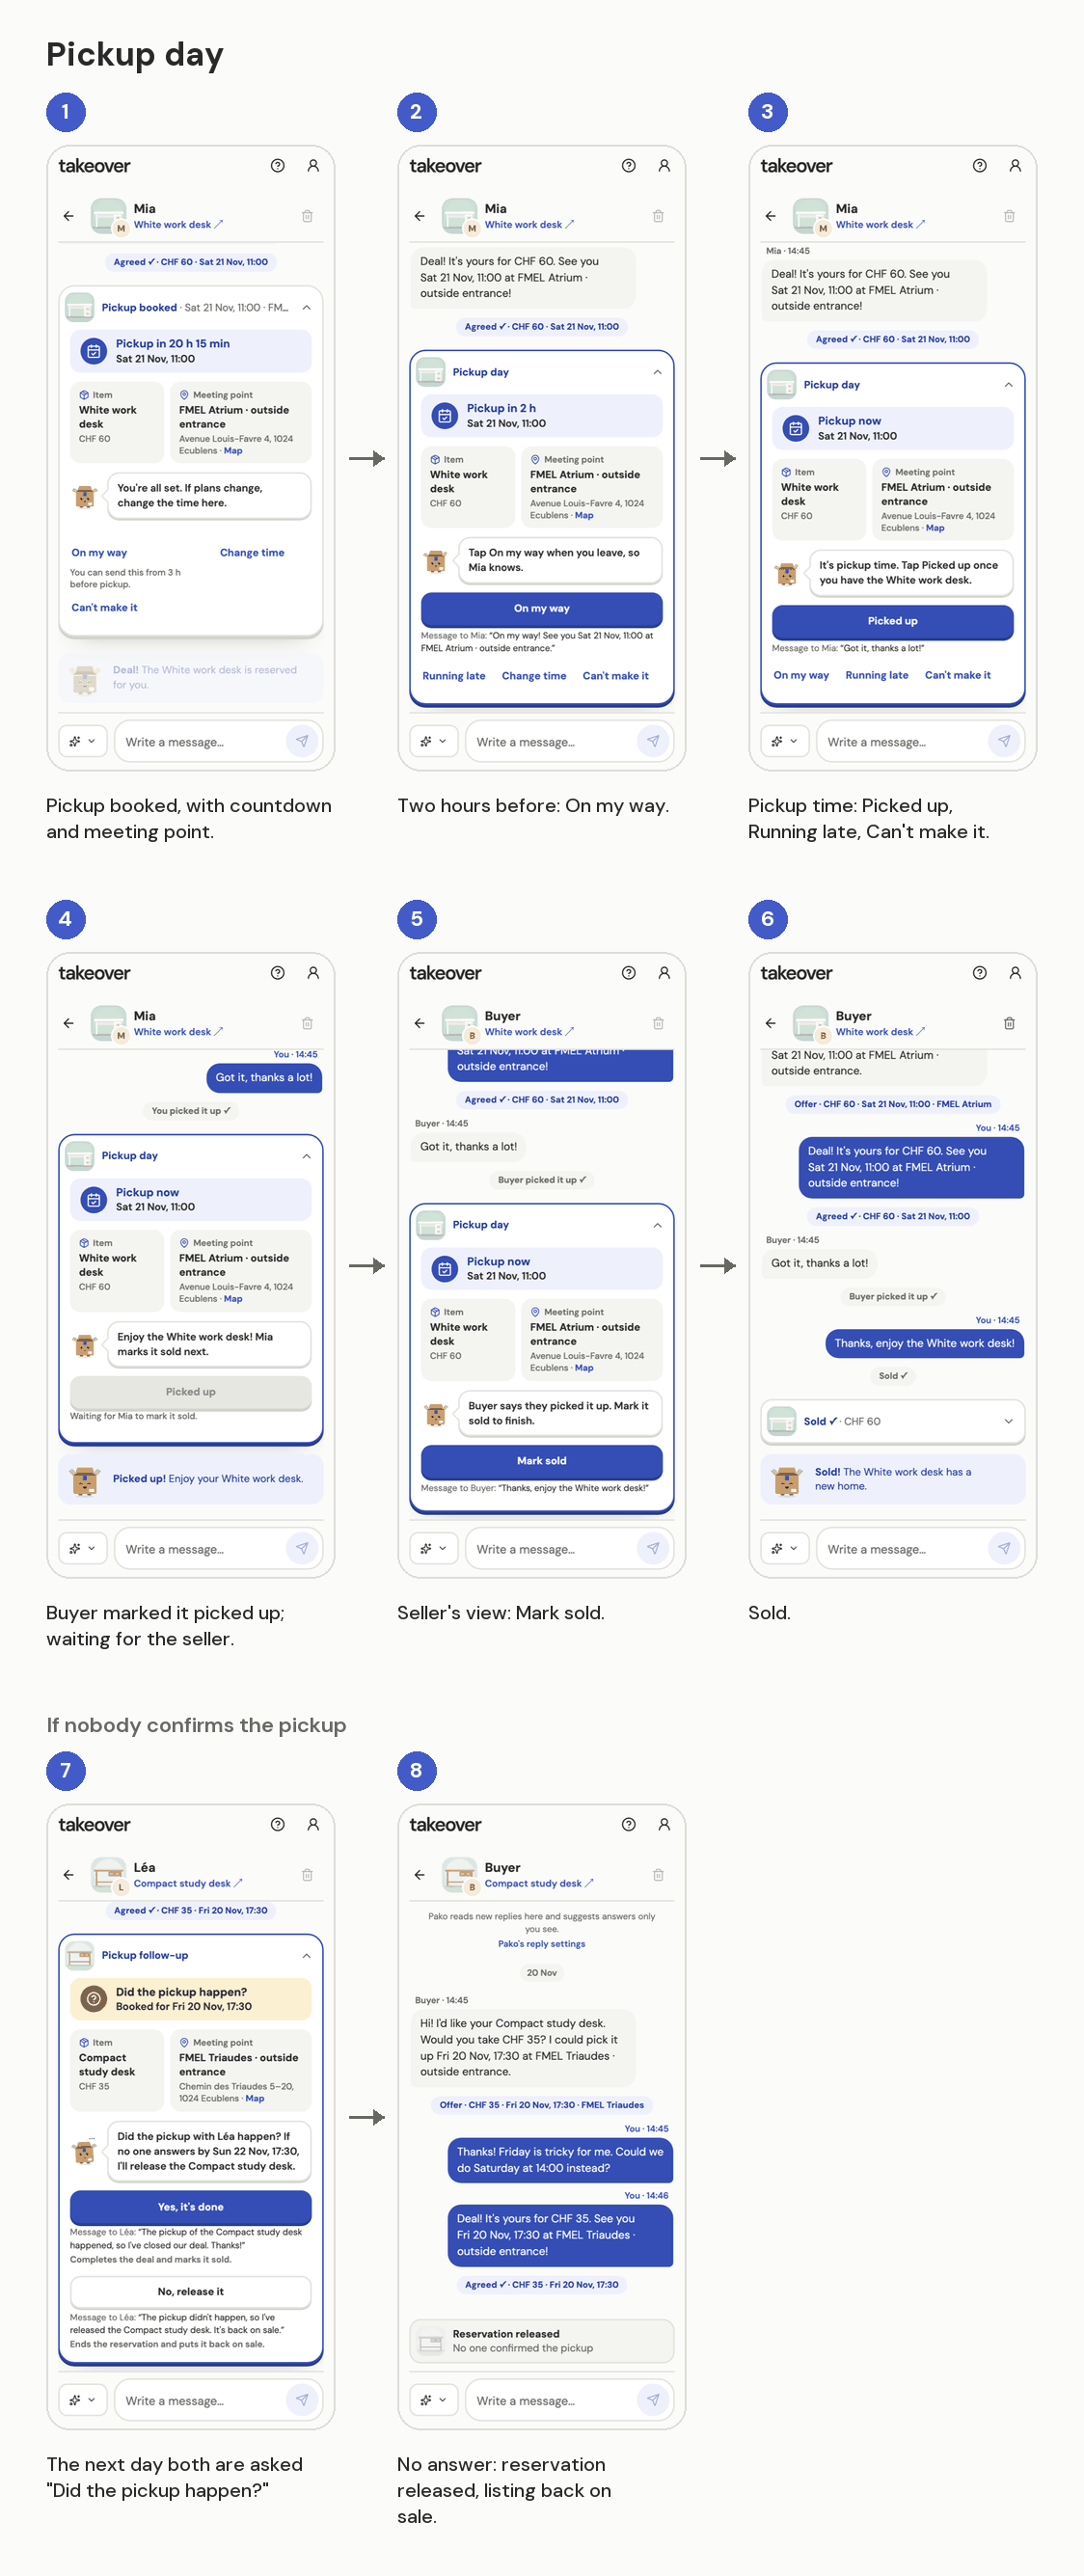 Pickup day
1
takeover
Mia
M
White work desk ↗
Agreed ✓ · CHF 60 · Sat 21 Nov, 11:00
Pickup booked · Sat 21 Nov, 11:00 · FM...
Pickup in 20 h 15 min
Sat 21 Nov, 11:00
Item
White work
desk
CHF 60
Meeting point
FMEL Atrium · outside
entrance
Avenue Louis-Favre 4, 1024
Ecublens · Map
You're all set. If plans change,
change the time here.
On my way
Change time
You can send this from 3 h
before pickup.
Can't make it
Deal! The White work desk is reserved
for you.
Write a message...
Pickup booked, with countdown
and meeting point.
2
takeover
Mia
M
White work desk ↗
Deal! It's yours for CHF 60. See you
Sat 21 Nov, 11:00 at FMEL Atrium ·
outside entrance!
Agreed ✓ · CHF 60 · Sat 21 Nov, 11:00
Pickup day
Pickup in 2 h
Sat 21 Nov, 11:00
Item
White work
desk
CHF 60
Meeting point
FMEL Atrium · outside
entrance
Avenue Louis-Favre 4, 1024
Ecublens · Map
Tap On my way when you leave, so
Mia knows.
On my way
Message to Mia: "On my way! See you Sat 21 Nov, 11:00 at
FMEL Atrium · outside entrance."
Running late
Change time
Can't make it
Write a message...
Two hours before: On my way.
3
takeover
Mia
M
White work desk ↗
Mia · 14:45
Deal! It's yours for CHF 60. See you
Sat 21 Nov, 11:00 at FMEL Atrium ·
outside entrance!
Agreed ✓ · CHF 60 · Sat 21 Nov, 11:00
Pickup day
Pickup now
Sat 21 Nov, 11:00
Item
White work
desk
CHF 60
Meeting point
FMEL Atrium · outside
entrance
Avenue Louis-Favre 4, 1024
Ecublens · Map
It's pickup time. Tap Picked up once
you have the White work desk.
Picked up
Message to Mia: "Got it, thanks a lot!"
On my way
Running late
Can't make it
Write a message...
Pickup time: Picked up,
Running late, Can't make it.
4
takeover
Mia
M
White work desk ↗
You · 14:45
Got it, thanks a lot!
You picked it up ✓
Pickup day
Pickup now
Sat 21 Nov, 11:00
Item
White work
desk
CHF 60
Meeting point
FMEL Atrium · outside
entrance
Avenue Louis-Favre 4, 1024
Ecublens · Map
Enjoy the White work desk! Mia
marks it sold next.
Picked up
Waiting for Mia to mark it sold.
Picked up! Enjoy your White work desk.
Write a message...
Buyer marked it picked up;
waiting for the seller.
5
takeover
Buyer
B
White work desk ↗
Sat 21 Nov, 11:00 at FMEL Atrium ·
outside entrance!
Agreed ✓ · CHF 60 · Sat 21 Nov, 11:00
Buyer · 14:45
Got it, thanks a lot!
Buyer picked it up ✓
Pickup day
Pickup now
Sat 21 Nov, 11:00
Item
White work
desk
CHF 60
Meeting point
FMEL Atrium · outside
entrance
Avenue Louis-Favre 4, 1024
Ecublens · Map
Buyer says they picked it up. Mark it
sold to finish.
Mark sold
Message to Buyer: "Thanks, enjoy the White work desk!"
Write a message...
Seller's view: Mark sold.
6
takeover
Buyer
B
White work desk ↗
Sat 21 Nov, 11:00 at FMEL Atrium ·
outside entrance.
Offer · CHF 60 · Sat 21 Nov, 11:00 · FMEL Atrium
You · 14:45
Deal! It's yours for CHF 60. See you
Sat 21 Nov, 11:00 at FMEL Atrium ·
outside entrance!
Agreed ✓ · CHF 60 · Sat 21 Nov, 11:00
Buyer · 14:45
Got it, thanks a lot!
Buyer picked it up ✓
You · 14:45
Thanks, enjoy the White work desk!
Sold ✓
Sold ✓ · CHF 60
Sold! The White work desk has a
new home.
Write a message...
Sold.
If nobody confirms the pickup
7
takeover
Léa
L
Compact study desk ↗
Agreed ✓ · CHF 35 · Fri 20 Nov, 17:30
Pickup follow-up
Did the pickup happen?
Booked for Fri 20 Nov, 17:30
Item
Compact
study desk
CHF 35
Meeting point
FMEL Triaudes · outside
entrance
Chemin des Triaudes 5–20,
1024 Ecublens · Map
Did the pickup with Léa happen? If
no one answers by Sun 22 Nov, 17:30,
I'll release the Compact study desk.
Yes, it's done
Message to Léa: "The pickup of the Compact study desk
happened, so I've closed our deal. Thanks!"
Completes the deal and marks it sold.
No, release it
Message to Léa: "The pickup didn't happen, so I've
released the Compact study desk. It's back on sale."
Ends the reservation and puts it back on sale.
Write a message...
The next day both are asked
"Did the pickup happen?"
8
takeover
Buyer
B
Compact study desk ↗
Pako reads new replies here and suggests answers only
you see.
Pako's reply settings
20 Nov
Buyer · 14:45
Hi! I'd like your Compact study desk.
Would you take CHF 35? I could pick it
up Fri 20 Nov, 17:30 at FMEL Triaudes ·
outside entrance.
Offer · CHF 35 · Fri 20 Nov, 17:30 · FMEL Triaudes
You · 14:45
Thanks! Friday is tricky for me. Could we
do Saturday at 14:00 instead?
You · 14:46
Deal! It's yours for CHF 35. See you
Fri 20 Nov, 17:30 at FMEL Triaudes ·
outside entrance!
Agreed ✓ · CHF 35 · Fri 20 Nov, 17:30
Reservation released
No one confirmed the pickup
Write a message...
No answer: reservation
released, listing back on
sale.